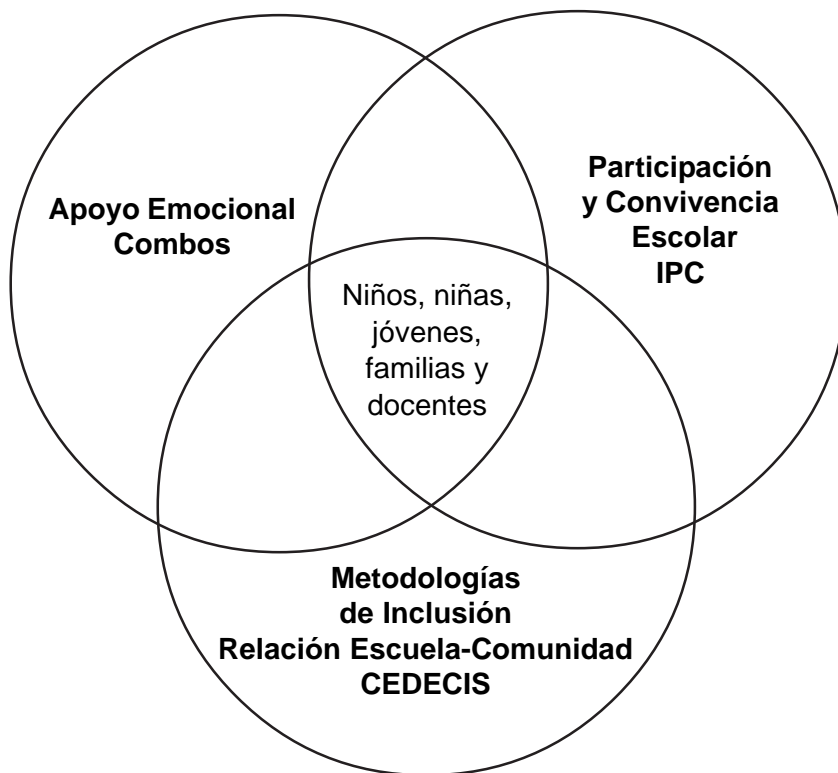 Apoyo Emocional
Combos
Participación
y Convivencia
Escolar
IPC
Niños, niñas,
jóvenes,
familias y
docentes
Metodologías
de Inclusión
Relación Escuela-Comunidad
CEDECIS